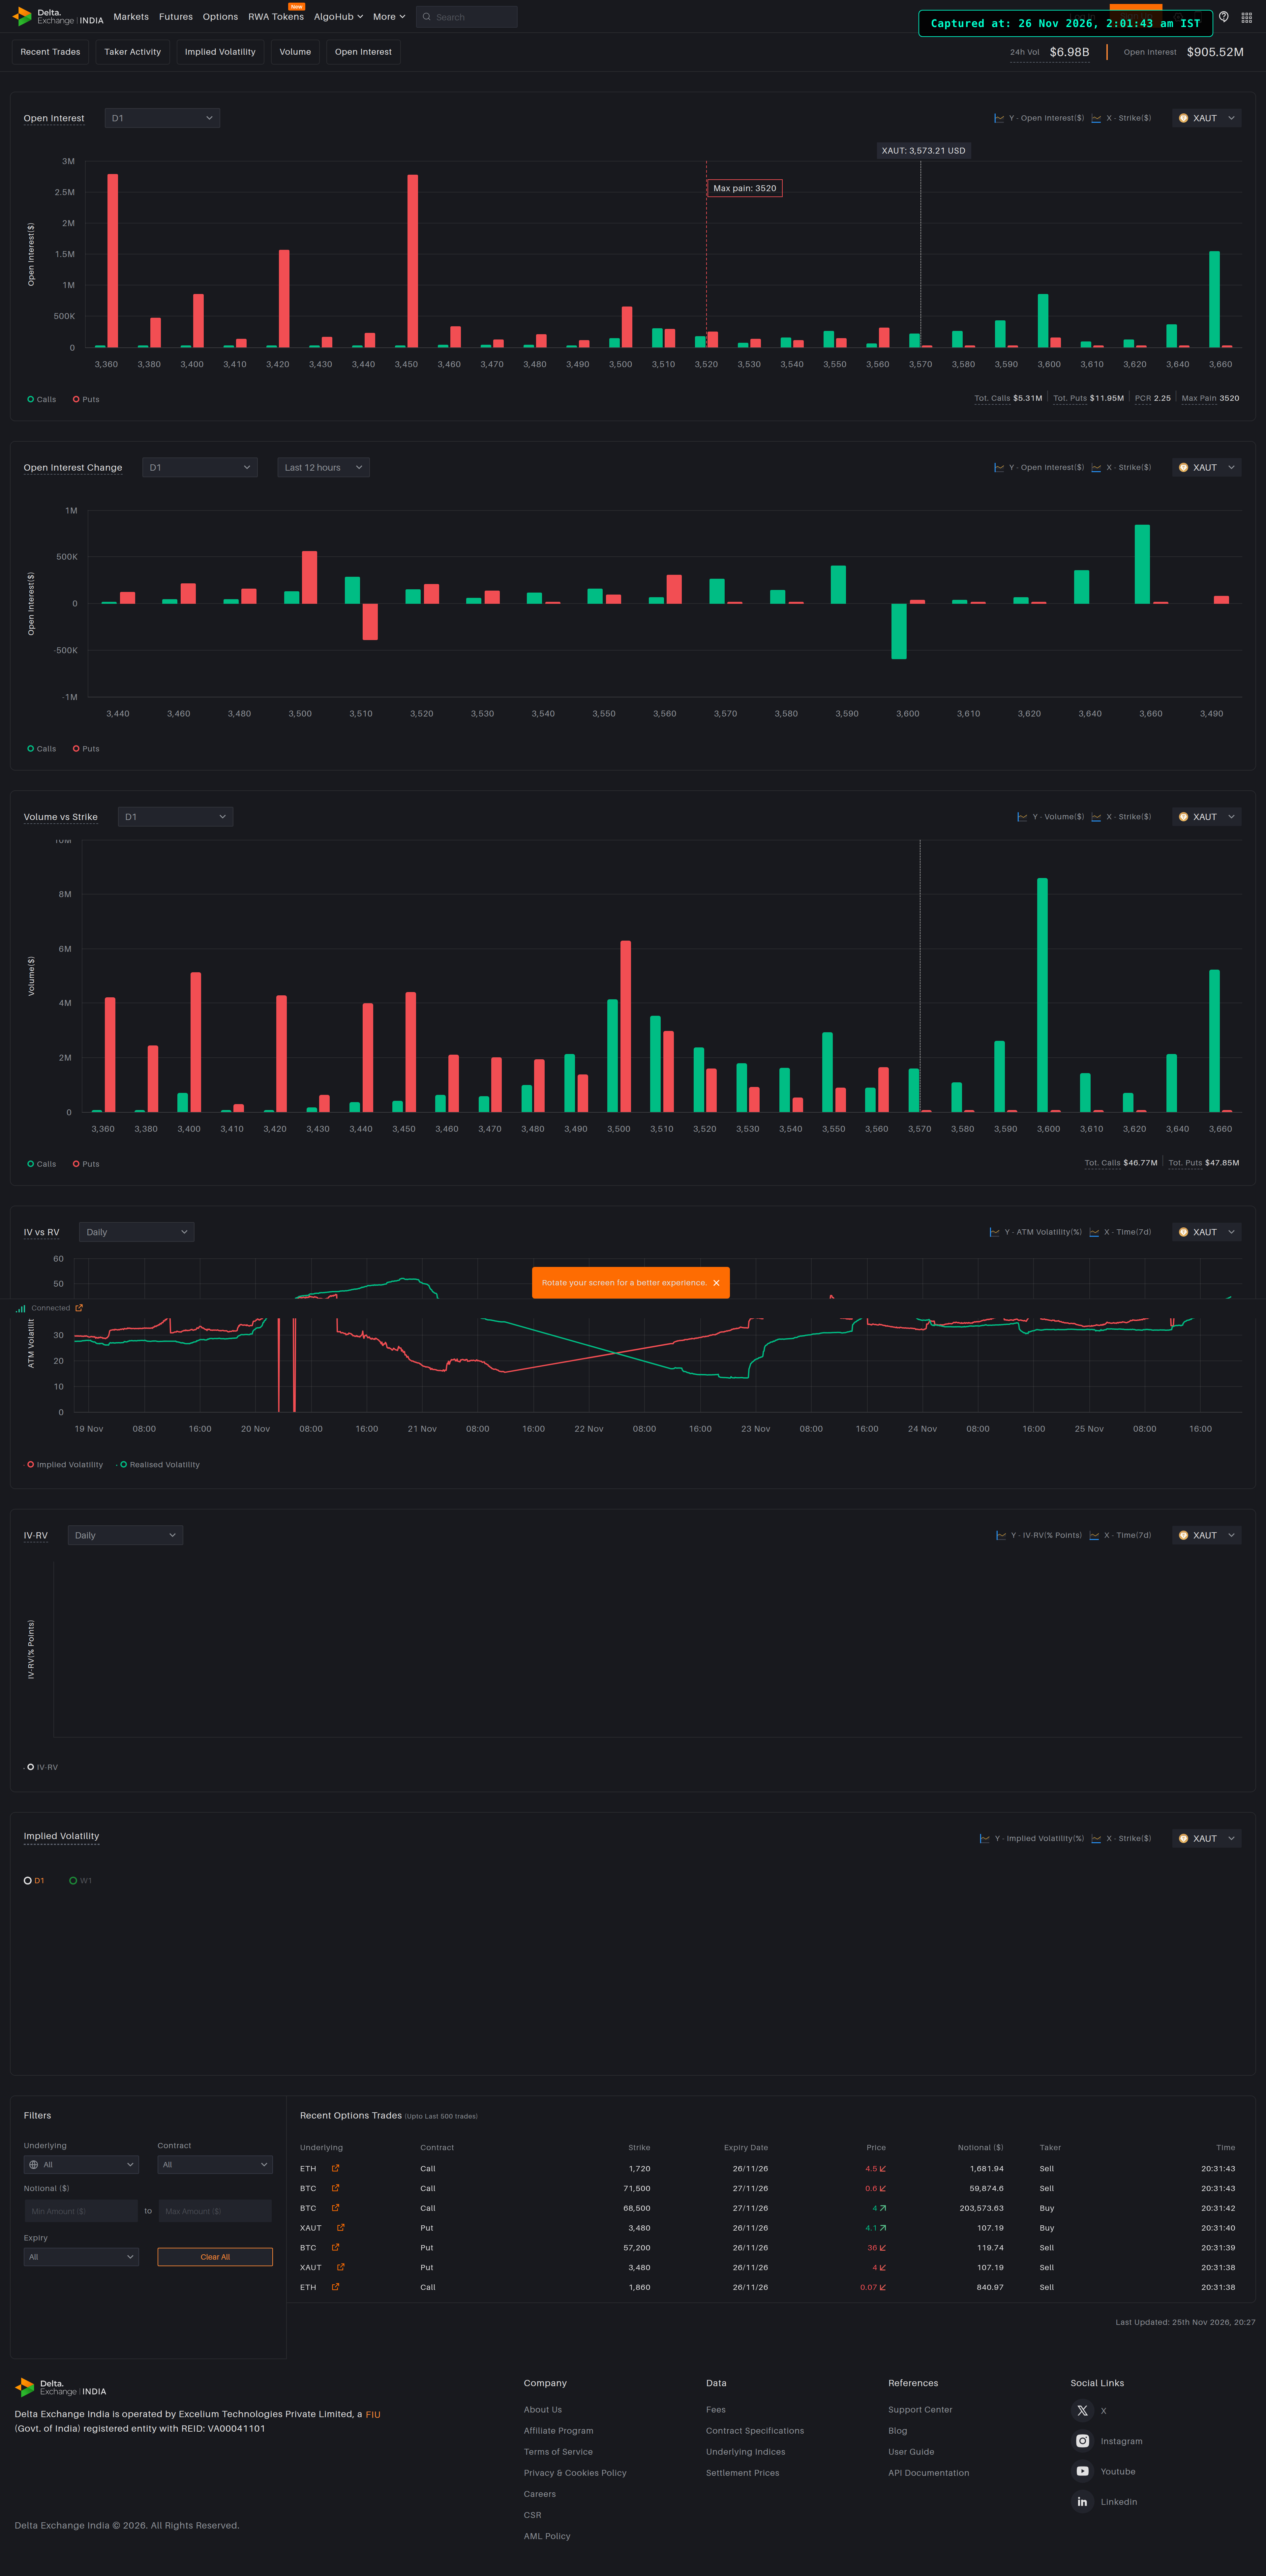 Delta.
Exchange | INDIA
Markets Futures Options RWA Tokens New AlgoHub More Search
Captured at: 26 Nov 2026, 2:01:43 am IST
Recent Trades Taker Activity Implied Volatility Volume Open Interest
24h Vol $6.98B Open Interest $905.52M
Open Interest D1 Y - Open Interest($) X - Strike($) XAUT
XAUT: 3,573.21 USD
Max pain: 3520
Open Interest($)
3M
2.5M
2M
1.5M
1M
500K
0
3,360 3,380 3,400 3,410 3,420 3,430 3,440 3,450 3,460 3,470 3,480 3,490 3,500 3,510 3,520 3,530 3,540 3,550 3,560 3,570 3,580 3,590 3,600 3,610 3,620 3,640 3,660
Calls Puts
Tot. Calls $5.31M Tot. Puts $11.95M PCR 2.25 Max Pain 3520
Open Interest Change D1 Last 12 hours Y - Open Interest($) X - Strike($) XAUT
Open Interest($)
1M
500K
0
-500K
-1M
3,440 3,460 3,480 3,500 3,510 3,520 3,530 3,540 3,550 3,560 3,570 3,580 3,590 3,600 3,610 3,620 3,640 3,660 3,490
Calls Puts
Volume vs Strike D1 Y - Volume($) X - Strike($) XAUT
Volume($)
10M
8M
6M
4M
2M
0
3,360 3,380 3,400 3,410 3,420 3,430 3,440 3,450 3,460 3,470 3,480 3,490 3,500 3,510 3,520 3,530 3,540 3,550 3,560 3,570 3,580 3,590 3,600 3,610 3,620 3,640 3,660
Calls Puts
Tot. Calls $46.77M Tot. Puts $47.85M
IV vs RV Daily Y - ATM Volatility(%) X - Time(7d) XAUT
60
50
Rotate your screen for a better experience.
Connected
ATM Volatilit
30
20
10
0
19 Nov 08:00 16:00 20 Nov 08:00 16:00 21 Nov 08:00 16:00 22 Nov 08:00 16:00 23 Nov 08:00 16:00 24 Nov 08:00 16:00 25 Nov 08:00 16:00
Implied Volatility Realised Volatility
IV-RV Daily Y - IV-RV(% Points) X - Time(7d) XAUT
IV-RV(% Points)
IV-RV
Implied Volatility Y - Implied Volatility(%) X - Strike($) XAUT
D1 W1
Filters
Underlying Contract
All All
Notional ($)
Min Amount ($) to Max Amount ($)
Expiry
All Clear All
Recent Options Trades (Upto Last 500 trades)
Underlying Contract Strike Expiry Date Price Notional ($) Taker Time
ETH Call 1,720 26/11/26 4.5 1,681.94 Sell 20:31:43
BTC Call 71,500 27/11/26 0.6 59,874.6 Sell 20:31:43
BTC Call 68,500 27/11/26 4 203,573.63 Buy 20:31:42
XAUT Put 3,480 26/11/26 4.1 107.19 Buy 20:31:40
BTC Put 57,200 26/11/26 36 119.74 Sell 20:31:39
XAUT Put 3,480 26/11/26 4 107.19 Sell 20:31:38
ETH Call 1,860 26/11/26 0.07 840.97 Sell 20:31:38
Last Updated: 25th Nov 2026, 20:27
Delta.
Exchange | INDIA
Delta Exchange India is operated by Excelium Technologies Private Limited, a FIU
(Govt. of India) registered entity with REID: VA00041101
Delta Exchange India © 2026. All Rights Reserved.
Company
About Us
Affiliate Program
Terms of Service
Privacy & Cookies Policy
Careers
CSR
AML Policy
Data
Fees
Contract Specifications
Underlying Indices
Settlement Prices
References
Support Center
Blog
User Guide
API Documentation
Social Links
X
Instagram
Youtube
Linkedin